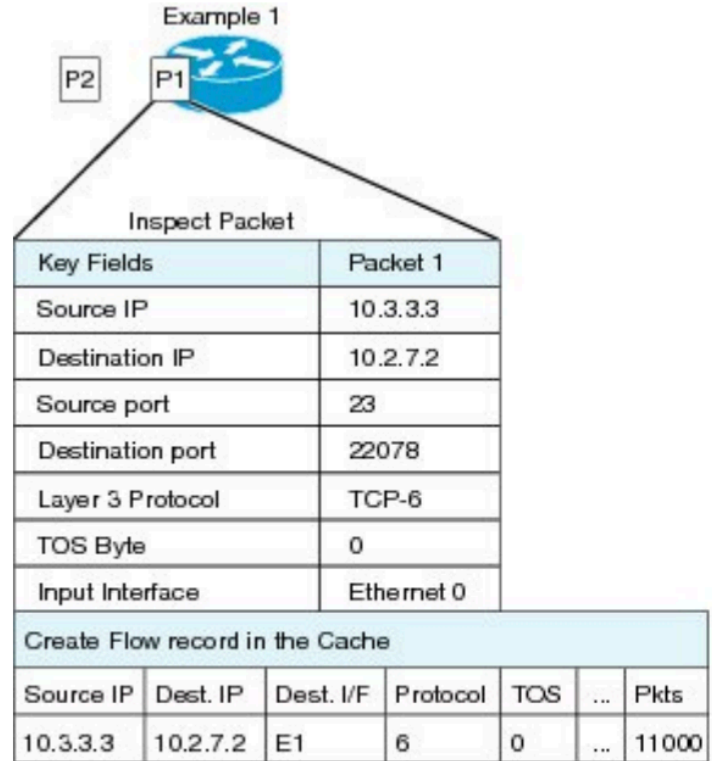 Example 1
P2 P1
Inspect Packet
Key Fields Packet 1
Source IP 10.3.3.3
Destination IP 10.2.7.2
Source port 23
Destination port 22078
Layer 3 Protocol TCP-6
TOS Byte 0
Input Interface Ethernet 0
Create Flow record in the Cache
Source IP Dest. IP Dest. I/F Protocol TOS ... Pkts
10.3.3.3 10.2.7.2 E1 6 0 ... 11000